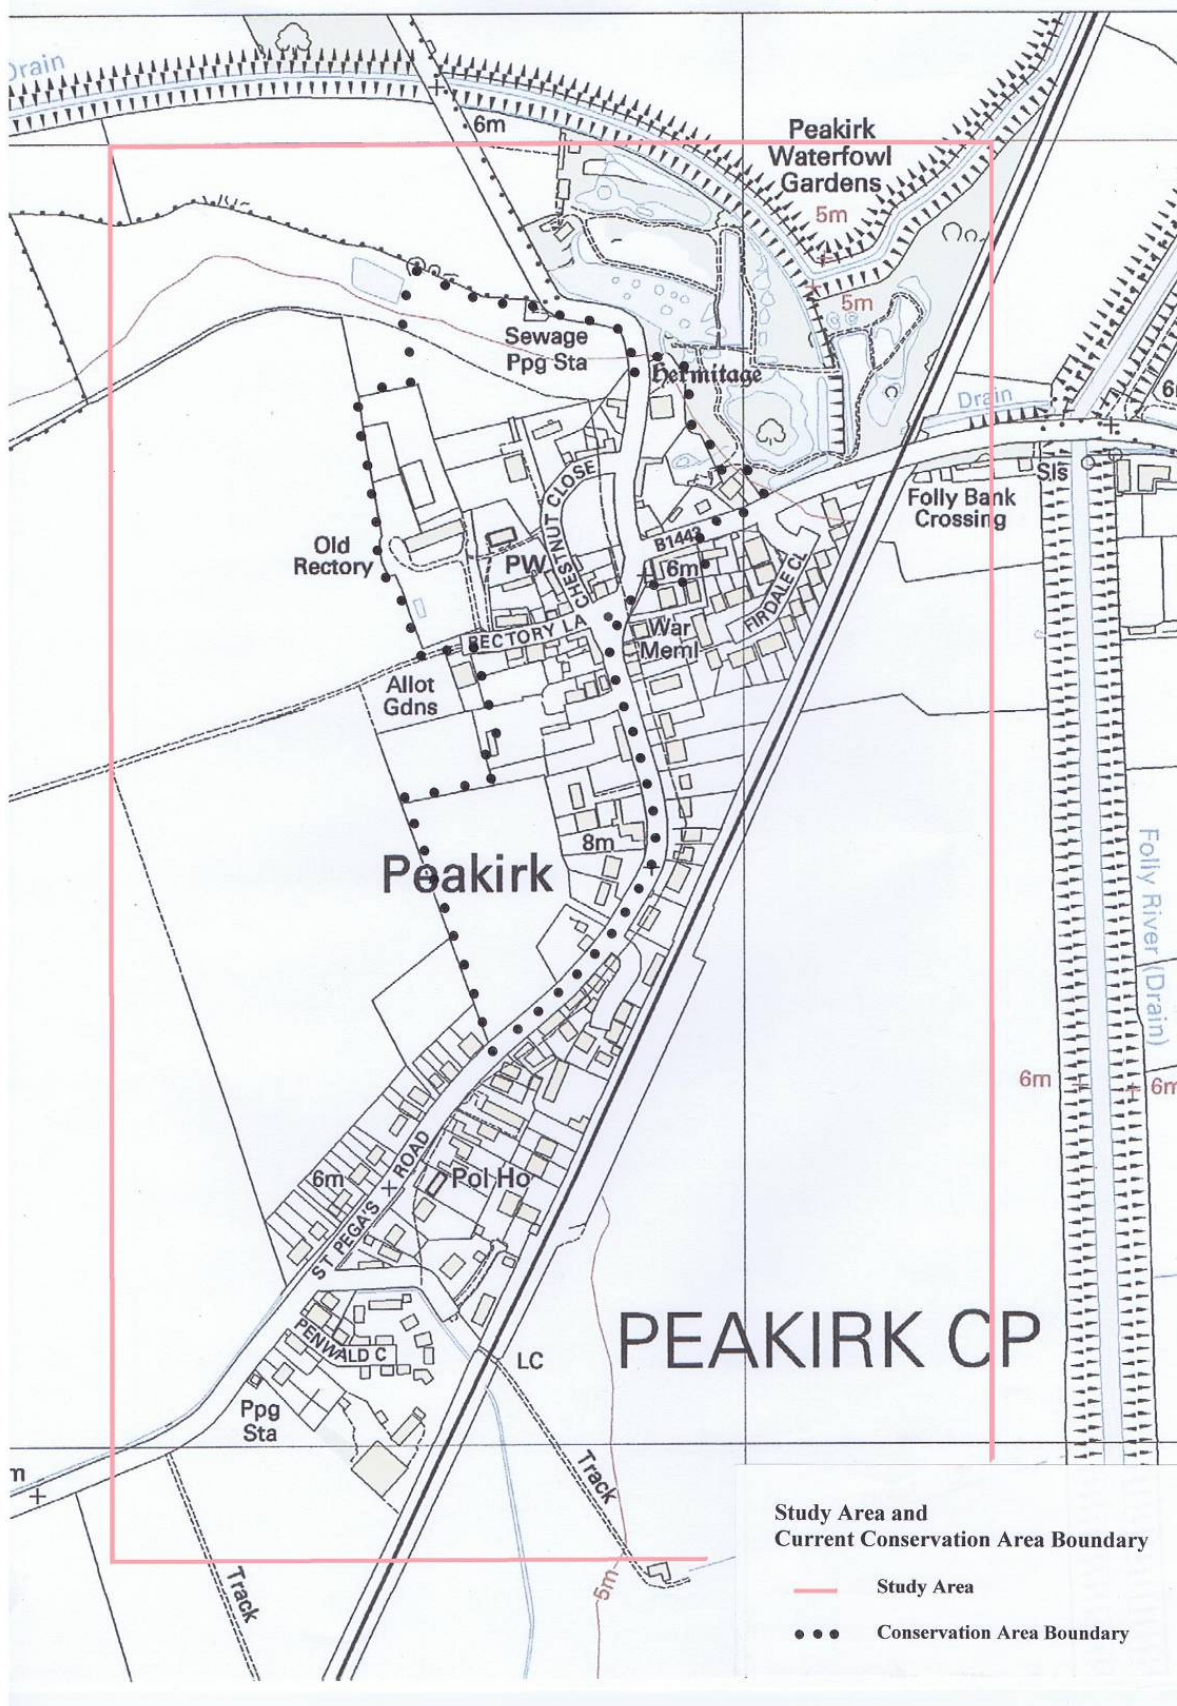 Drain
6m
Peakirk
Waterfowl
Gardens
5m
5m
Sewage
Ppg Sta
Hermitage
Drain
Sls
Folly Bank
Crossing
CHESTNUT CLOSE
B1443
Old
Rectory
PW
6m
FIRDALE CL
RECTORY LA
War
Meml
Allot
Gdns
8m
Peakirk
Folly River (Drain)
6m
6m
ROAD
6m
Pol Ho
ST PEGA'S
PEAKIRK CP
PENWALD C
LC
Ppg
Sta
m
Track
Track
5m
Study Area and
Current Conservation Area Boundary
Study Area
Conservation Area Boundary